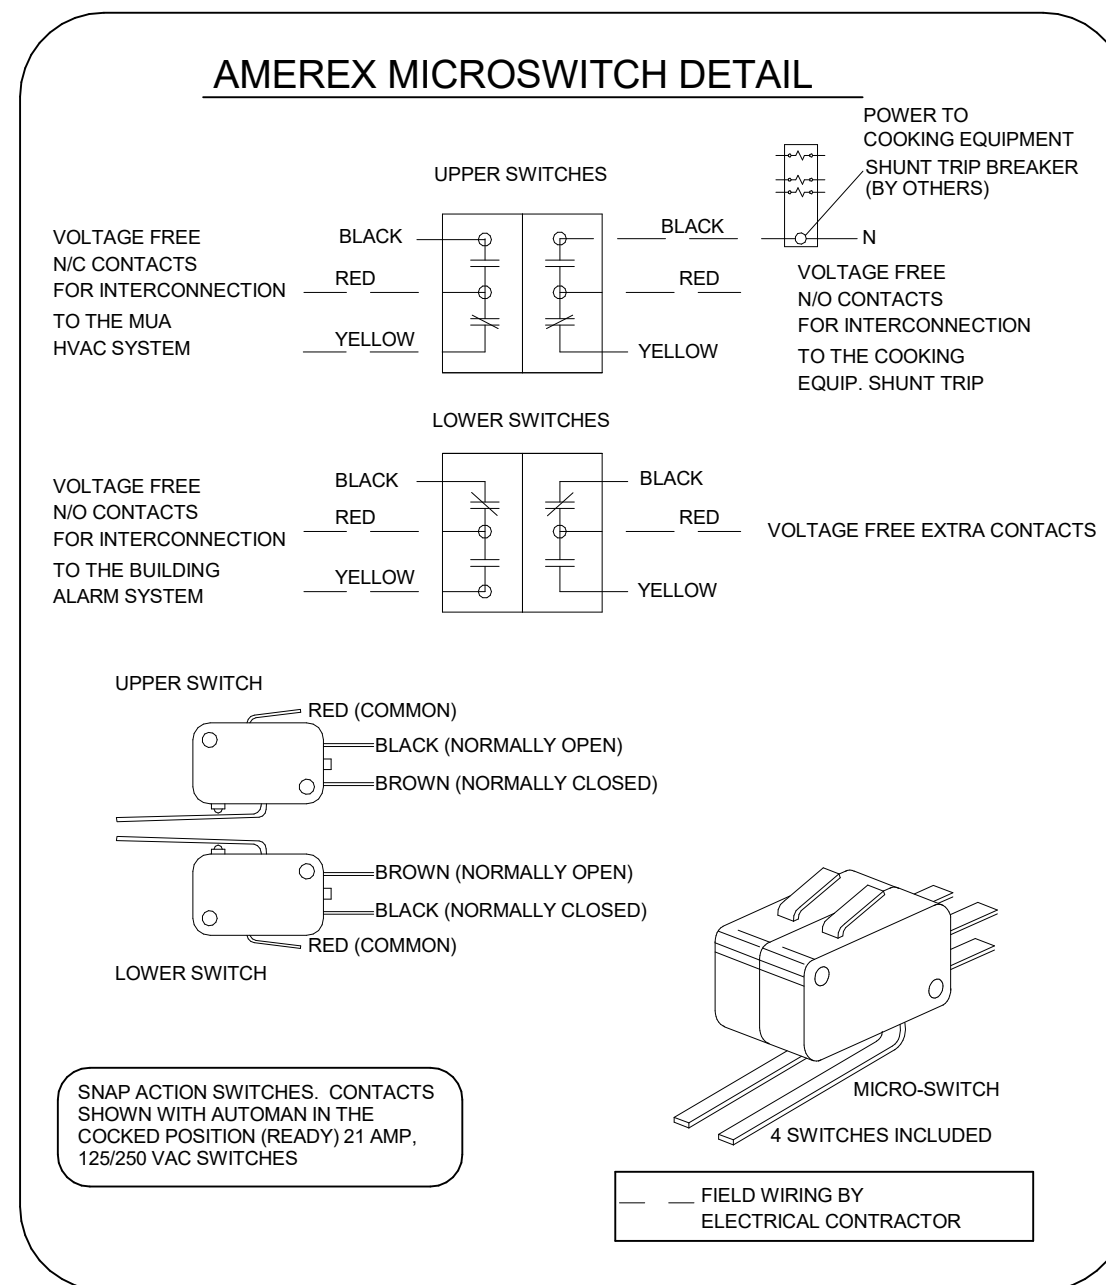 AMEREX MICROSWITCH DETAIL
POWER TO
COOKING EQUIPMENT
SHUNT TRIP BREAKER
(BY OTHERS)
UPPER SWITCHES
VOLTAGE FREE
N/C CONTACTS
FOR INTERCONNECTION
TO THE MUA
HVAC SYSTEM
BLACK
RED
YELLOW
BLACK
N
RED
YELLOW
VOLTAGE FREE
N/O CONTACTS
FOR INTERCONNECTION
TO THE COOKING
EQUIP. SHUNT TRIP
LOWER SWITCHES
VOLTAGE FREE
N/O CONTACTS
FOR INTERCONNECTION
TO THE BUILDING
ALARM SYSTEM
BLACK
RED
YELLOW
BLACK
RED
YELLOW
VOLTAGE FREE EXTRA CONTACTS
UPPER SWITCH
RED (COMMON)
BLACK (NORMALLY OPEN)
BROWN (NORMALLY CLOSED)
BROWN (NORMALLY OPEN)
BLACK (NORMALLY CLOSED)
RED (COMMON)
LOWER SWITCH
SNAP ACTION SWITCHES. CONTACTS
SHOWN WITH AUTOMAN IN THE
COCKED POSITION (READY) 21 AMP,
125/250 VAC SWITCHES
MICRO-SWITCH
4 SWITCHES INCLUDED
FIELD WIRING BY
ELECTRICAL CONTRACTOR